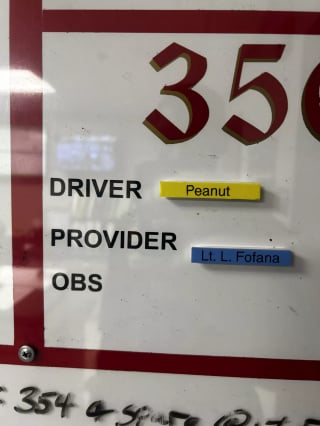 35
DRIVER Peanut
PROVIDER Lt. L. Fofana
OBS
354 &